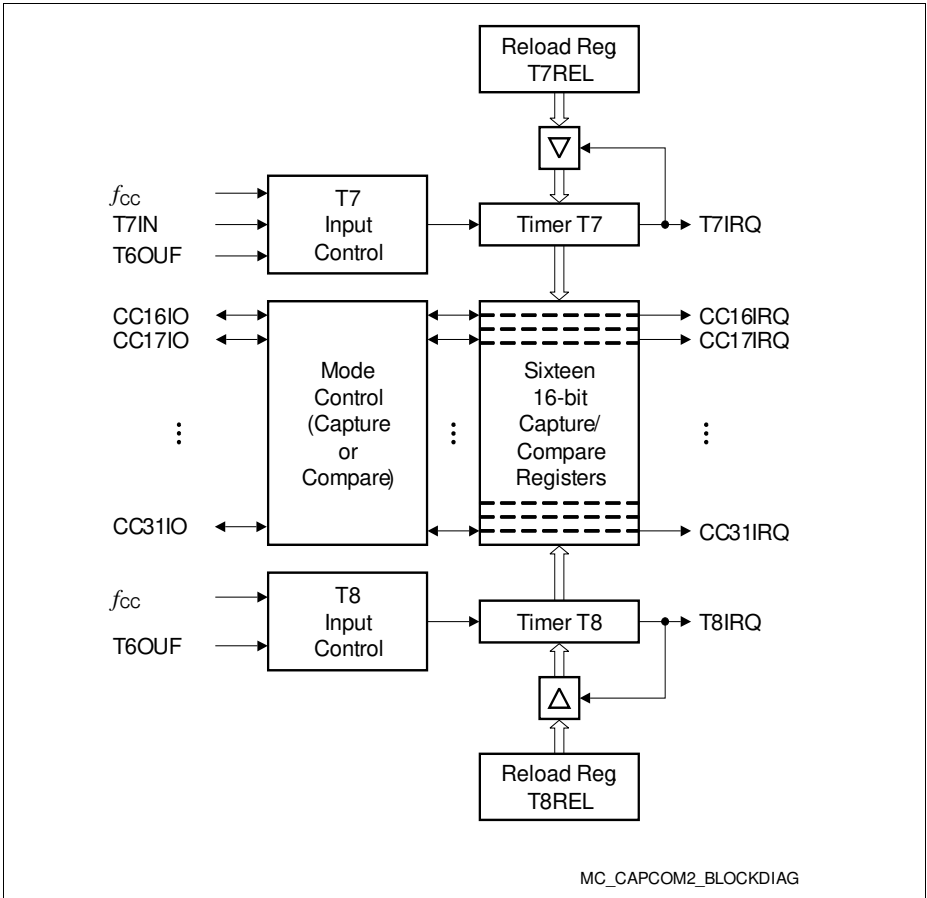 Reload Reg.
T7REL
fCC
T7IN
T6OUF
T7
Input
Control
Timer T7
T7IRQ
CC16IO
CC17IO
CC31IO
Mode
Control
(Capture
or
Compare)
Sixteen
16-bit
Capture/
Compare
Registers
CC16IRQ
CC17IRQ
CC31IRQ
fCC
T6OUF
T8
Input
Control
Timer T8
T8IRQ
Reload Reg.
T8REL
MC_CAPCOM2_BLOCKDIAG